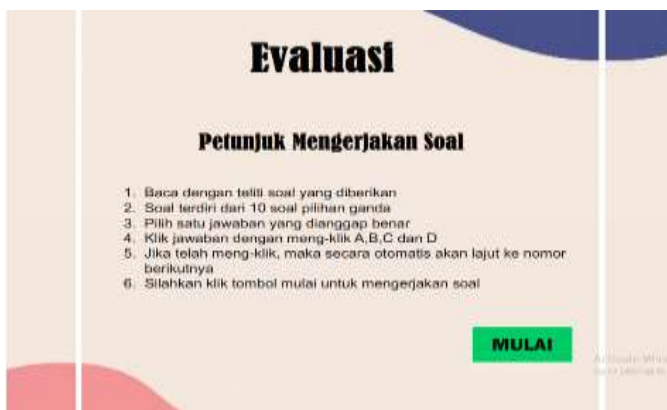 Evaluasi
Petunjuk Mengerjakan Soal
1. Baca dengan teliti soal yang diberikan
2. Soal terdiri dari 10 soal pilihan ganda
3. Pilih satu jawaban yang dianggap benar
4. Klik jawaban dengan meng-klik A,B,C dan D
5. Jika telah meng-klik, maka secara otomatis akan lajut ke nomor
berikutnya
6. Silahkan klik tombol mulai untuk mengerjakan soal
MULAI